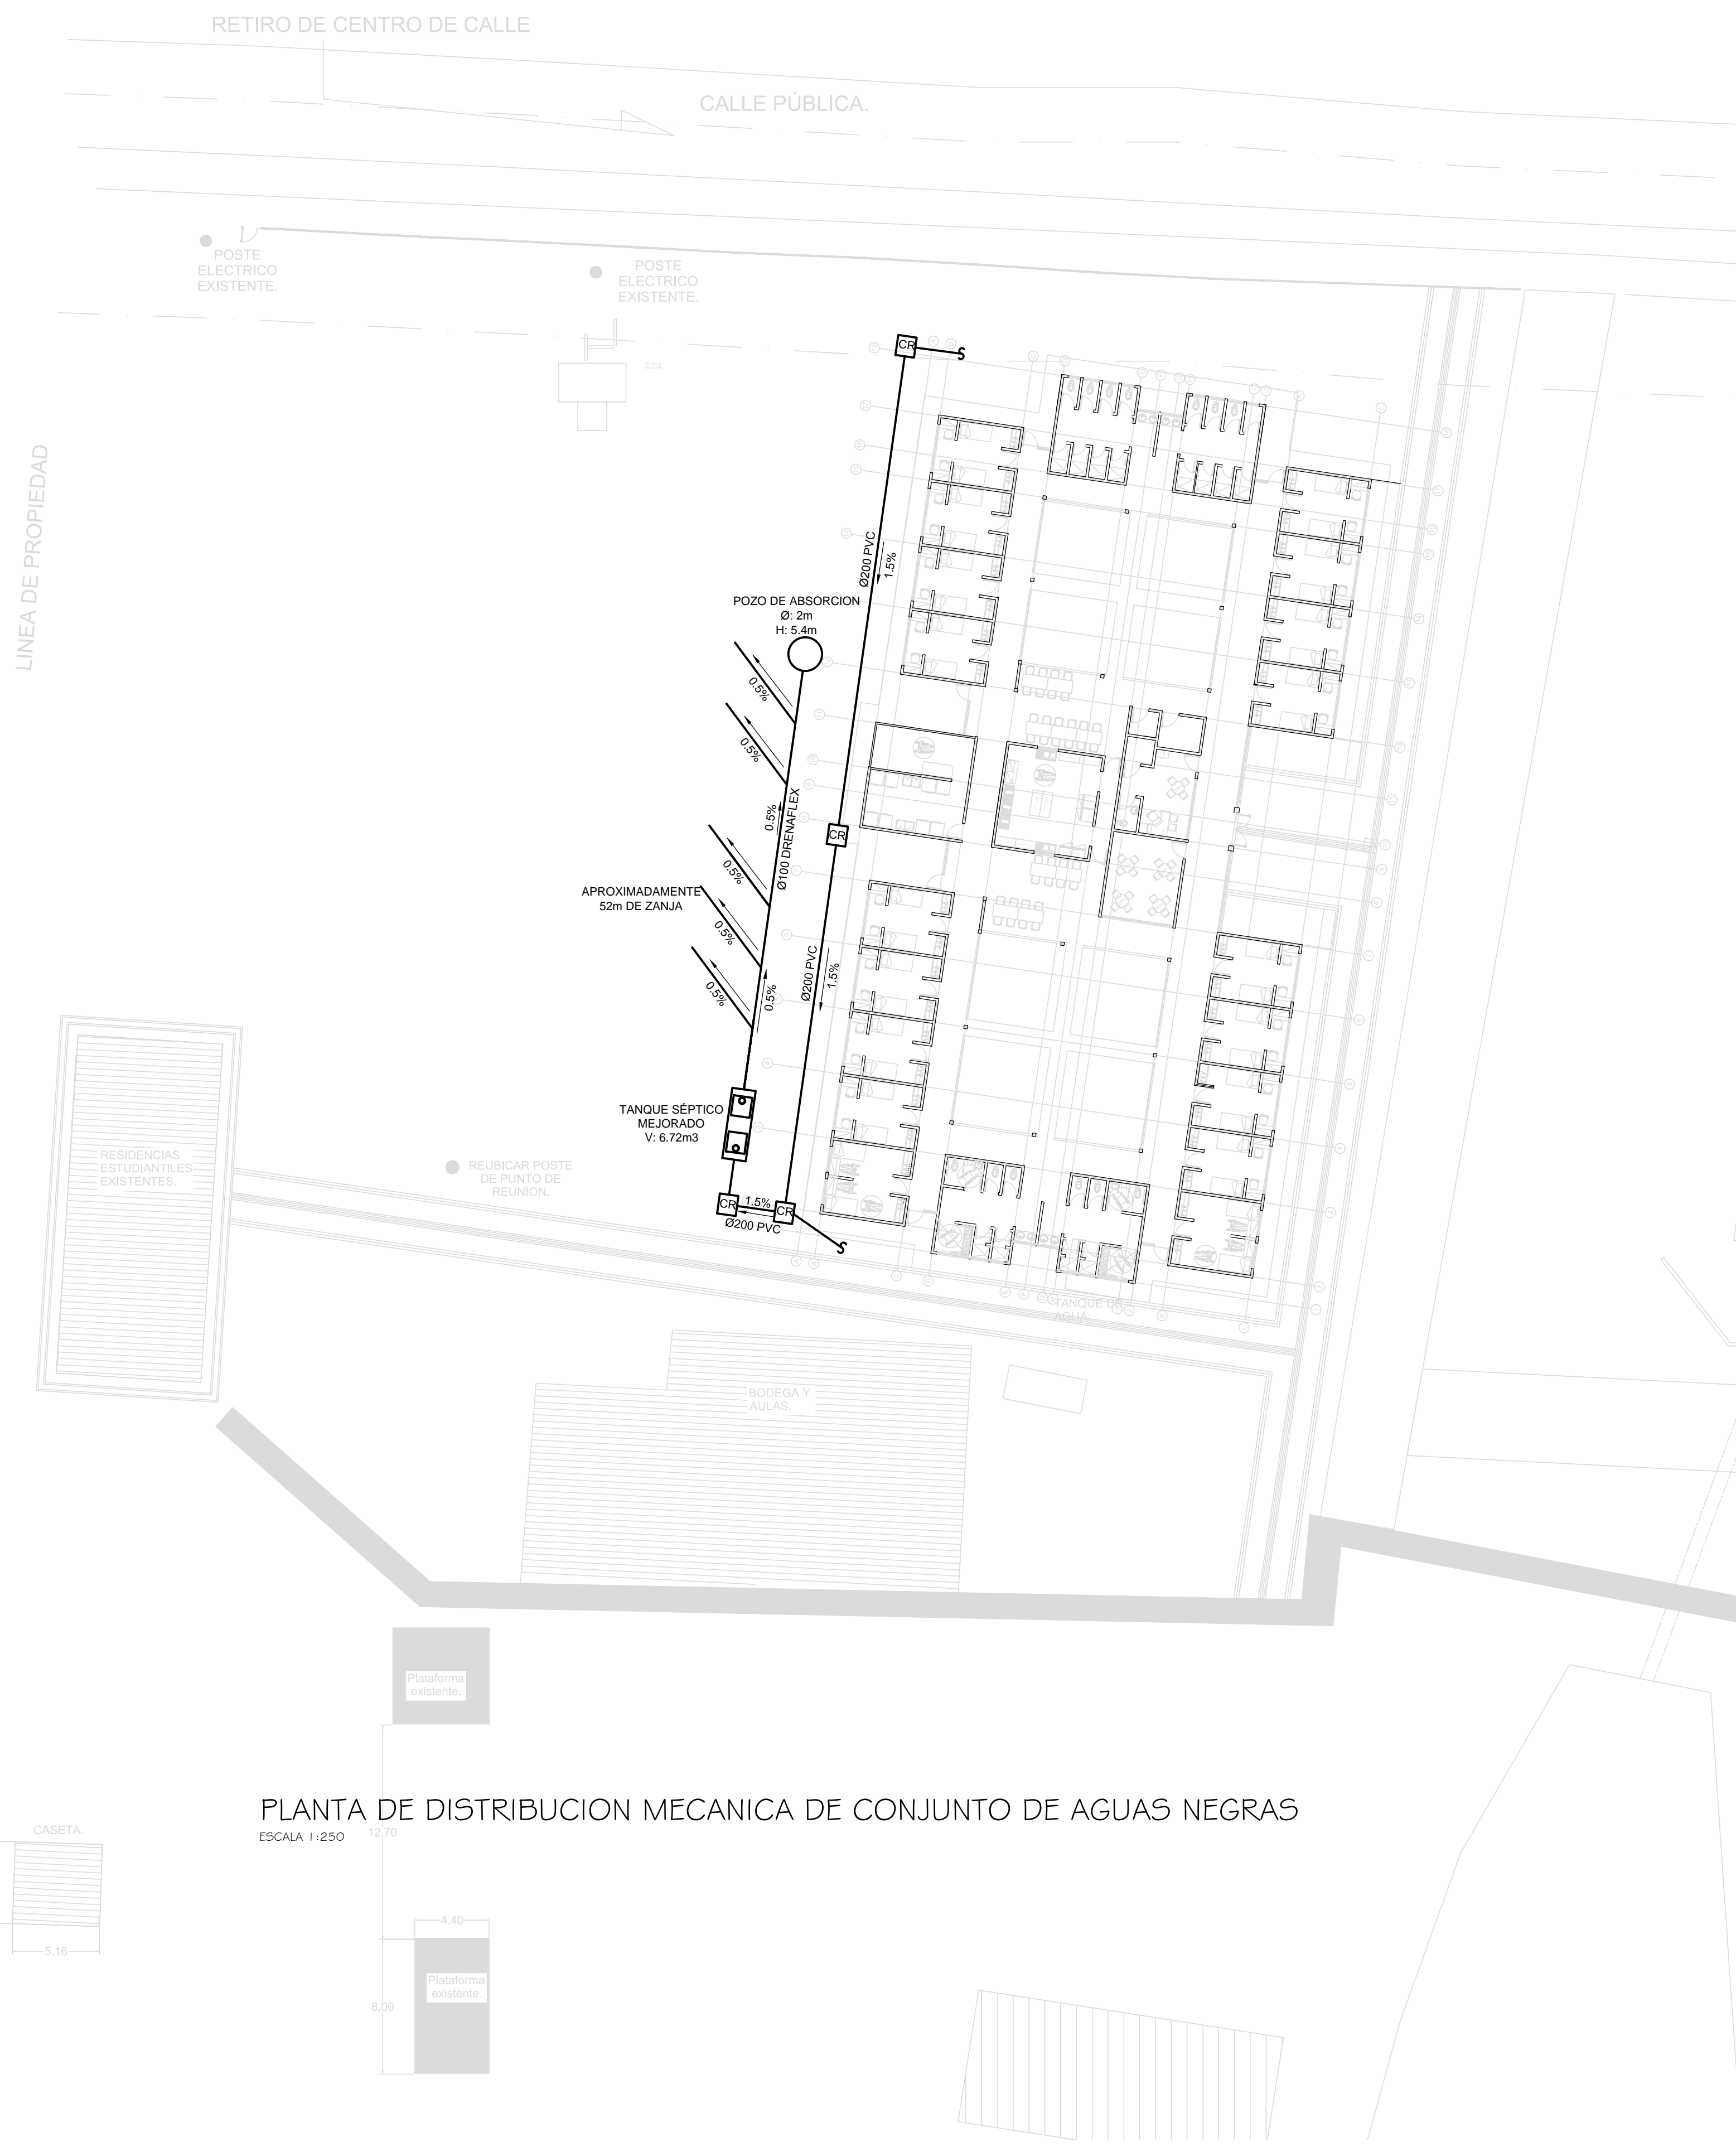 RETIRO DE CENTRO DE CALLE
CALLE PÚBLICA.
POSTE
ELECTRICO
EXISTENTE.
POSTE
ELECTRICO
EXISTENTE.
LINEA DE PROPIEDAD
CR
S
Ø200 PVC
1.5%
POZO DE ABSORCION
Ø: 2m
H: 5.4m
0.5%
0.5%
0.5%
Ø100 DRENAFLEX
CR
0.5%
APROXIMADAMENTE
52m DE ZANJA
0.5%
0.5%
0.5%
Ø200 PVC
1.5%
TANQUE SÉPTICO
MEJORADO
V: 6.72m3
RESIDENCIAS
ESTUDIANTILES
EXISTENTES.
REUBICAR POSTE
DE PUNTO DE
REUNION.
CR
1.5%
CR
Ø200 PVC
S
TANQUE DE
AGUA
BODEGA Y
AULAS.
Plataforma
existente.
PLANTA DE DISTRIBUCION MECANICA DE CONJUNTO DE AGUAS NEGRAS
ESCALA 1:250
12.70
CASETA.
4.40
5.16
Plataforma
existente.
8.00